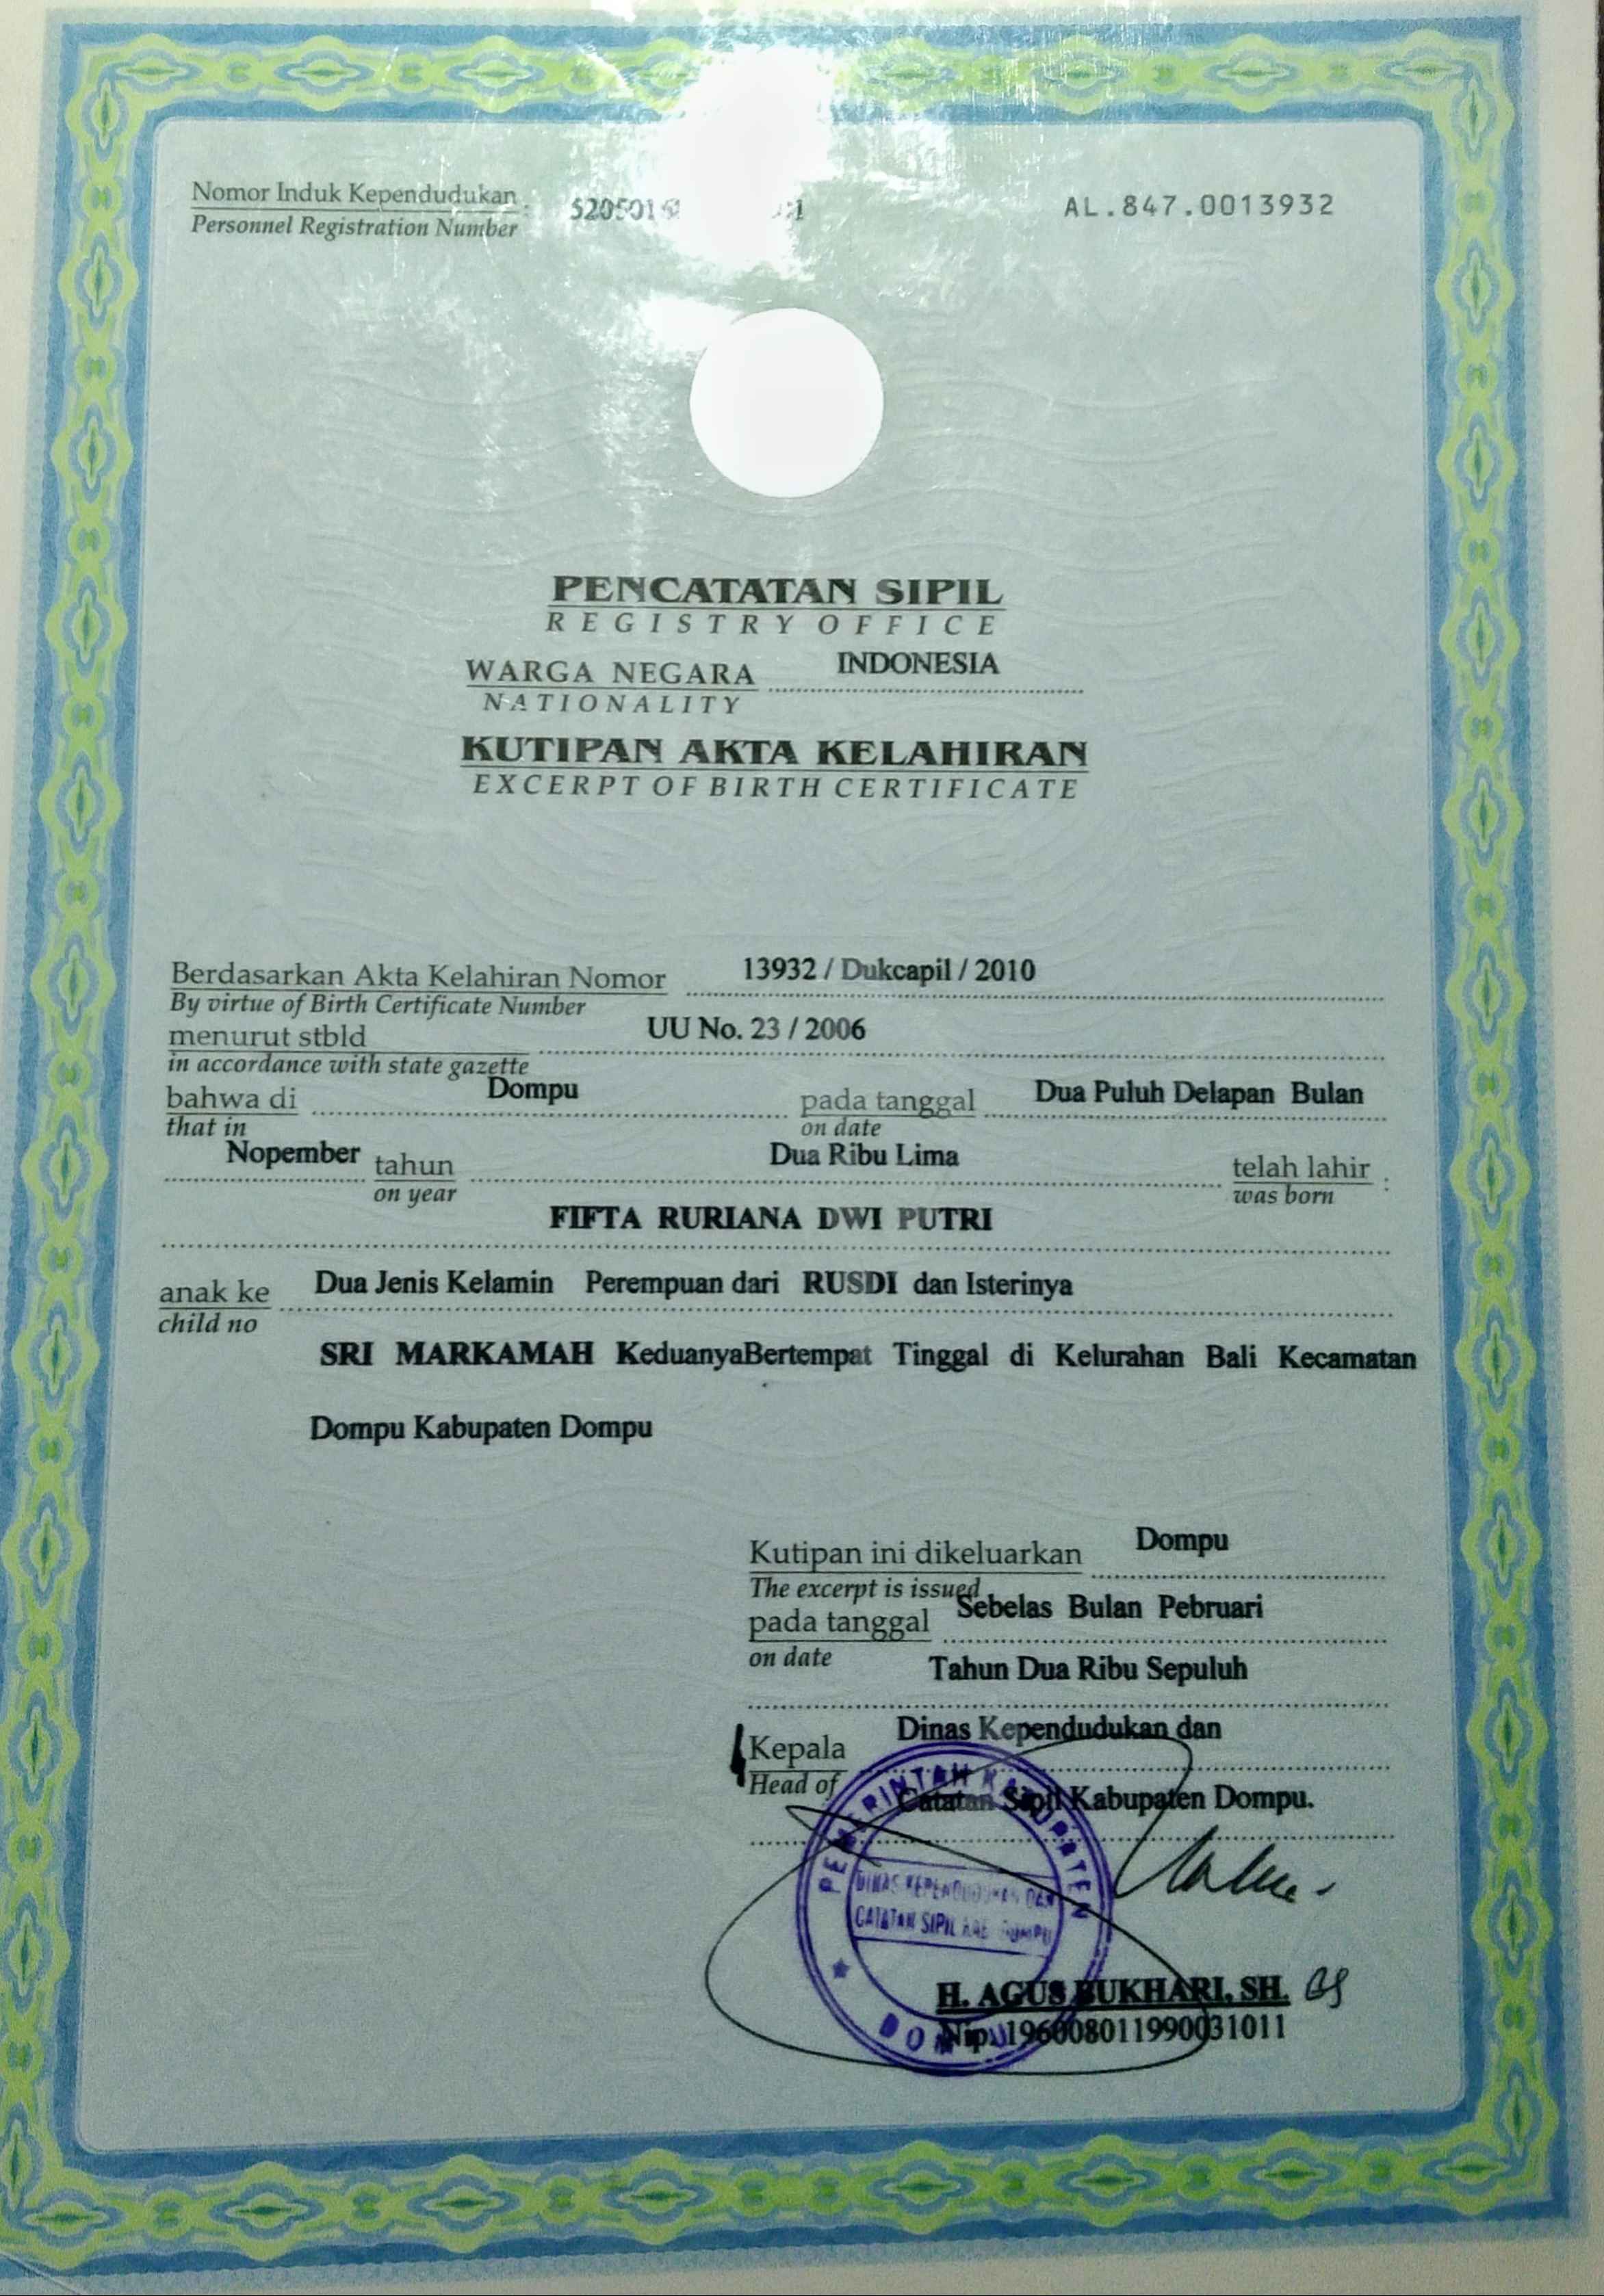 Nomor Induk Kependudukan :
Personnel Registration Number
AL.847.0013932
PENCATATAN SIPIL
REGISTRY OFFICE
WARGA NEGARA INDONESIA
NATIONALITY
KUTIPAN AKTA KELAHIRAN
EXCERPT OF BIRTH CERTIFICATE
Berdasarkan Akta Kelahiran Nomor 13932 / Dukcapil / 2010
By virtue of Birth Certificate Number
menurut stbld UU No. 23 / 2006
in accordance with state gazette
bahwa di Dompu pada tanggal Dua Puluh Delapan Bulan
that in on date
Nopember tahun Dua Ribu Lima telah lahir :
on year was born
FIFTA RURIANA DWI PUTRI
anak ke Dua Jenis Kelamin Perempuan dari RUSDI dan Isterinya
child no
SRI MARKAMAH KeduanyaBertempat Tinggal di Kelurahan Bali Kecamatan
Dompu Kabupaten Dompu
Kutipan ini dikeluarkan Dompu
The excerpt is issued
pada tanggal Sebelas Bulan Pebruari
on date
Tahun Dua Ribu Sepuluh
Kepala Dinas Kependudukan dan
Head of
Catatan Sipil Kabupaten Dompu.
PEMERINTAH KABUPATEN
DINAS KEPENDUDUKAN DAN
CATATAN SIPIL KAB. DOMPU
DOMPU
H. AGUS BUKHARI, SH.
Nip. 196008011990031011